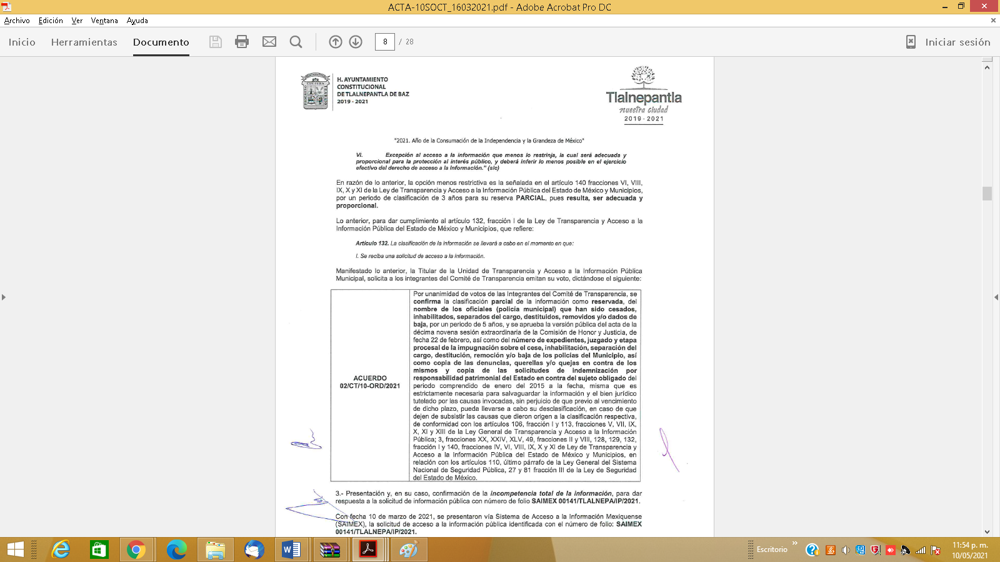 ACTA-10SOCT_16032021.pdf - Adobe Acrobat Pro DC
Archivo Edición Ver Ventana Ayuda
Inicio Herramientas Documento 8 / 28 Iniciar sesión
H. AYUNTAMIENTO
CONSTITUCIONAL
DE TLALNEPANTLA DE BAZ
2019 - 2021
Tlalnepantla
nuestra ciudad
2019 - 2021
"2021. Año de la Consumación de la Independencia y la Grandeza de México"
VI. Excepción al acceso a la información que menos lo restrinja, la cual será adecuada y
proporcional para la protección al interés público, y deberá inferir lo menos posible en el ejercicio
efectivo del derecho de acceso a la Información." (sic)
En razón de lo anterior, la opción menos restrictiva es la señalada en el artículo 140 fracciones VI, VIII,
IX, X y XI de la Ley de Transparencia y Acceso a la Información Pública del Estado de México y Municipios,
por un periodo de clasificación de 3 años para su reserva PARCIAL, pues resulta, ser adecuada y
proporcional.
Lo anterior, para dar cumplimiento al artículo 132, fracción I de la Ley de Transparencia y Acceso a la
Información Pública del Estado de México y Municipios, que refiere:
Artículo 132. La clasificación de la información se llevará a cabo en el momento en que:
I. Se reciba una solicitud de acceso a la información.
Manifestado lo anterior, la Titular de la Unidad de Transparencia y Acceso a la Información Pública
Municipal, solicita a los integrantes del Comité de Transparencia emitan su voto, dictándose el siguiente:
ACUERDO
02/CT/10-ORD/2021
Por unanimidad de votos de las Integrantes del Comité de Transparencia, se
confirma la clasificación parcial de la información como reservada, del
nombre de los oficiales (policía municipal) que han sido cesados,
inhabilitados, separados del cargo, destituidos, removidos y/o dados de
baja, por un periodo de 5 años, y se aprueba la versión pública del acta de la
décima novena sesión extraordinaria de la Comisión de Honor y Justicia, de
fecha 22 de febrero, así como del número de expedientes, juzgado y etapa
procesal de la impugnación sobre el cese, inhabilitación, separación del
cargo, destitución, remoción y/o baja de los policías del Municipio, así
como copia de las denuncias, querellas y/o quejas en contra de los
mismos y copia de las solicitudes de indemnización por
responsabilidad patrimonial del Estado en contra del sujeto obligado del
periodo comprendido de enero del 2015 a la fecha, misma que es
estrictamente necesaria para salvaguardar la información y el bien jurídico
tutelado por las causas invocadas, sin perjuicio de que previo al vencimiento
de dicho plazo, pueda llevarse a cabo su desclasificación, en caso de que
dejen de subsistir las causas que dieron origen a la clasificación respectiva,
de conformidad con los artículos 106, fracción I y 113, fracciones V, VII, IX,
X, XI y XIII de la Ley General de Transparencia y Acceso a la Información
Pública; 3, fracciones XX, XXIV, XLV, 49, fracciones II y VIII, 128, 129, 132,
fracción I y 140, fracciones IV, VI, VIII, IX, X y XI de Ley de Transparencia y
Acceso a la Información Pública del Estado de México y Municipios, en
relación con los artículos 110, último párrafo de la Ley General del Sistema
Nacional de Seguridad Pública, 27 y 81 fracción III de la Ley de Seguridad
del Estado de México.
3.- Presentación y, en su caso, confirmación de la incompetencia total de la información, para dar
respuesta a la solicitud de información pública con número de folio SAIMEX 00141/TLALNEPA/IP/2021.
Con fecha 10 de marzo de 2021, se presentaron vía Sistema de Acceso a la Información Mexiquense
(SAIMEX), la solicitud de acceso a la información pública identificada con el número de folio: SAIMEX
00141/TLALNEPA/IP/2021.
Escritorio
11:54 p. m.
10/05/2021